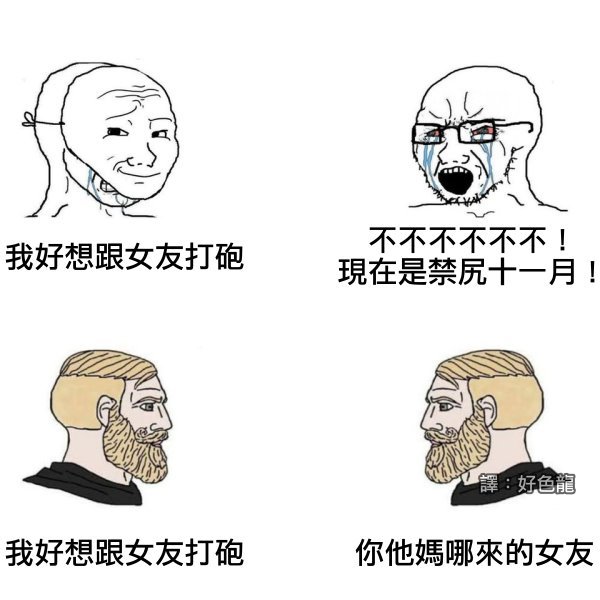 我好想跟女友打砲
不不不不不不！
現在是禁尻十一月！
譯：好色龍
我好想跟女友打砲
你他媽哪來的女友